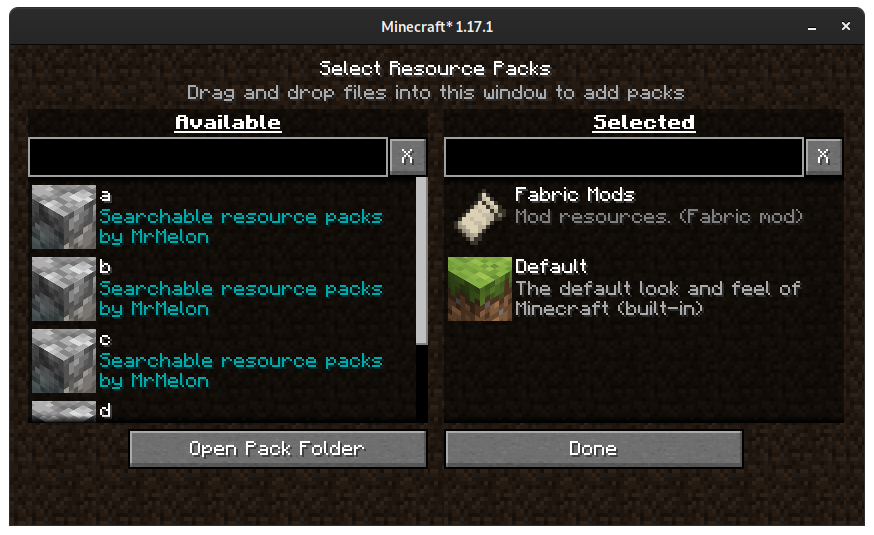 Minecraft* 1.17.1
Select Resource Packs
Drag and drop files into this window to add packs
Available
X
a
Searchable resource packs
by MrMelon
b
Searchable resource packs
by MrMelon
c
Searchable resource packs
by MrMelon
d
Open Pack Folder
Selected
X
Fabric Mods
Mod resources. (Fabric mod)
Default
The default look and feel of
Minecraft (built-in)
Done